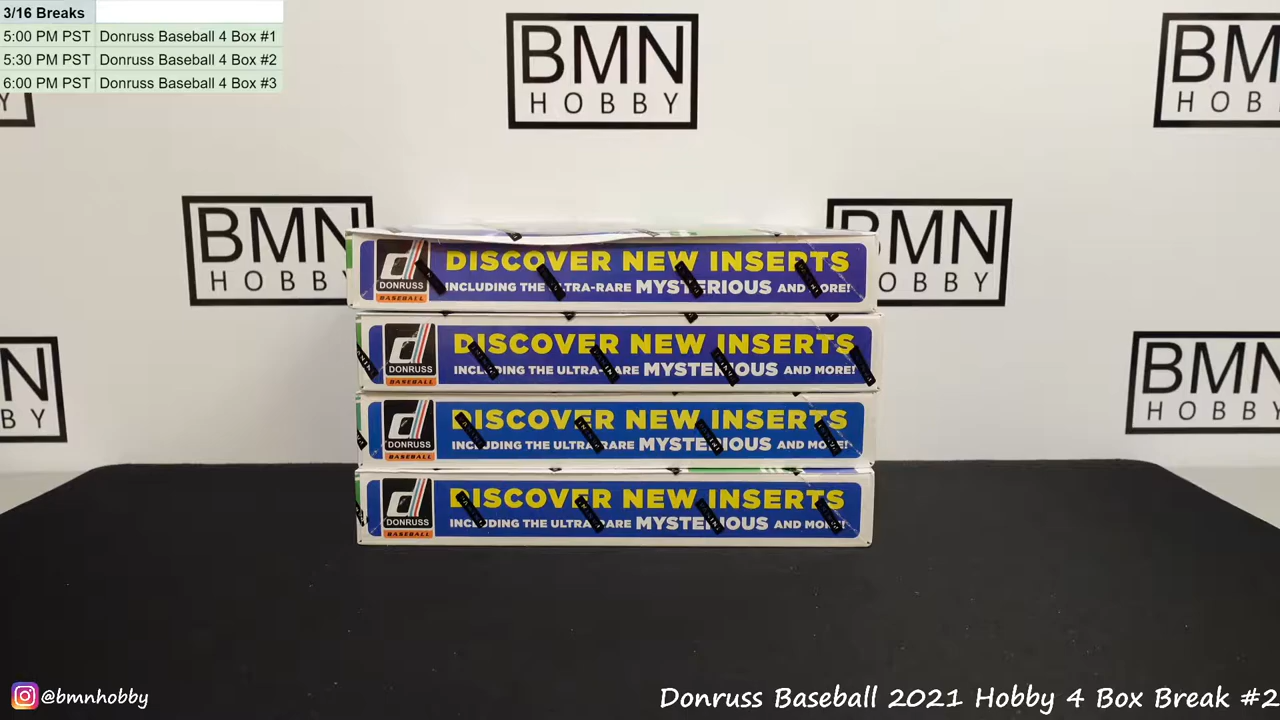 3/16 Breaks
5:00 PM PST Donruss Baseball 4 Box #1
5:30 PM PST Donruss Baseball 4 Box #2
6:00 PM PST Donruss Baseball 4 Box #3
BMN
HOBBY
BMN
HOBBY
BMN
HOBBY
DONRUSS
BASEBALL
DISCOVER NEW INSERTS
INCLUDING THE ULTRA-RARE MYSTERIOUS AND MORE!
DONRUSS
BASEBALL
DISCOVER NEW INSERTS
INCLUDING THE ULTRA-RARE MYSTERIOUS AND MORE!
DONRUSS
BASEBALL
DISCOVER NEW INSERTS
INCLUDING THE ULTRA-RARE MYSTERIOUS AND MORE!
DONRUSS
BASEBALL
DISCOVER NEW INSERTS
INCLUDING THE ULTRA-RARE MYSTERIOUS AND MORE!
BMN
HOBBY
@bmnhobby
Donruss Baseball 2021 Hobby 4 Box Break #2